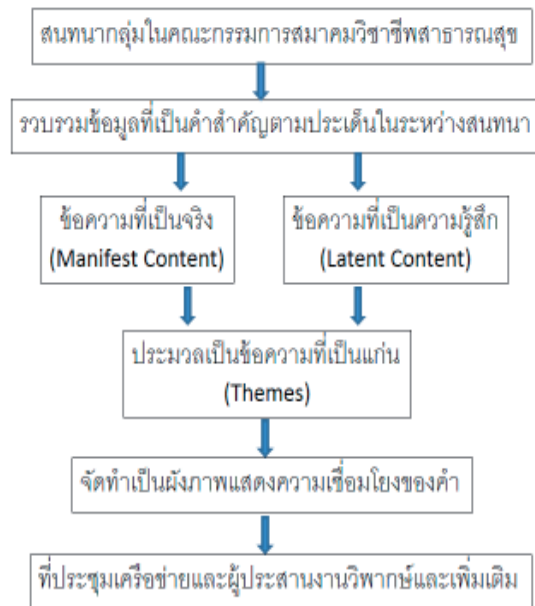 สนทนากลุ่มในคณะกรรมการสมาคมวิชาชีพสาธารณสุข
รวบรวมข้อมูลที่เป็นคำสำคัญตามประเด็นในระหว่างสนทนา
ข้อความที่เป็นจริง
(Manifest Content)
ข้อความที่เป็นความรู้สึก
(Latent Content)
ประมวลเป็นข้อความที่เป็นแก่น
(Themes)
จัดทำเป็นผังภาพแสดงความเชื่อมโยงของคำ
ที่ประชุมเครือข่ายและผู้ประสานงานวิพากษ์และเพิ่มเติม